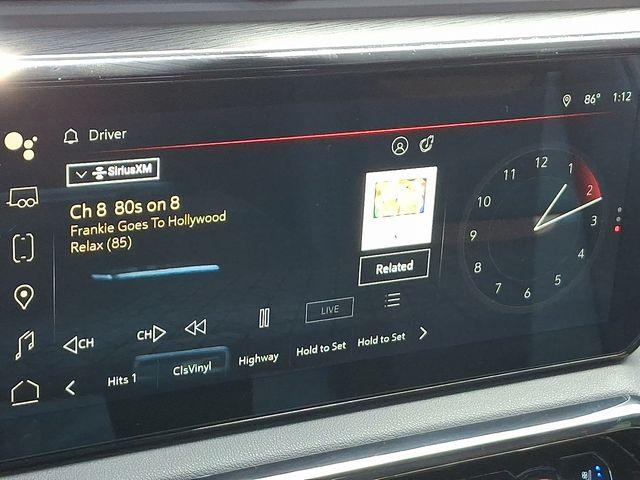 86° 1:12
Driver
SiriusXM
Ch 8 80s on 8
Frankie Goes To Hollywood
Relax (85)
Related
12
1
2
3
4
5
6
7
8
9
10
11
CH
CH
LIVE
Hits 1
ClsVinyl
Highway
Hold to Set
Hold to Set